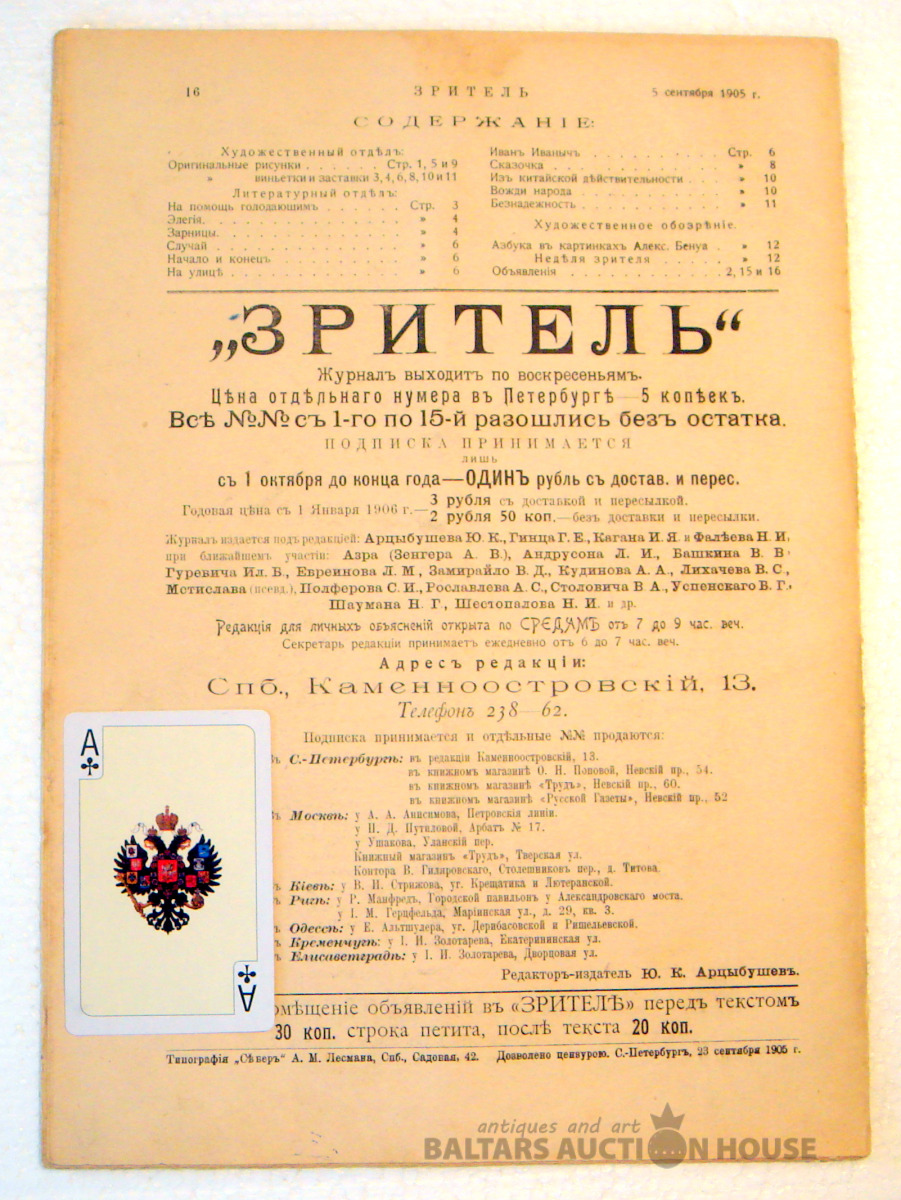 16 ЗРИТЕЛЬ 5 сентября 1905 г.
СОДЕРЖАНІЕ:
Художественный отдѣлъ:
Оригинальные рисунки . . . . . . Стр. 1, 5 и 9
» виньетки и заставки 3, 4, 6, 8, 10 и 11
Литературный отдѣлъ:
На помощь голодающимъ . . . . . . Стр. 3
Элегія. . . . . . . . . . . . . . » 4
Зарницы. . . . . . . . . . . . . » 4
Случай . . . . . . . . . . . . . » 6
Начало и конецъ . . . . . . . . . » 6
На улицѣ . . . . . . . . . . . . » 6
Иванъ Иванычъ . . . . . . . . . . Стр. 6
Сказочка . . . . . . . . . . . . » 8
Изъ китайской дѣйствительности . . . » 10
Вожди народа . . . . . . . . . . » 10
Безнадежность . . . . . . . . . . » 11
Художественное обозрѣніе.
Азбука въ картинкахъ Алекс. Бенуа . » 12
Недѣля зрителя . . . . . » 12
Объявленія . . . . . . . . . . 2, 15 и 16
„ЗРИТЕЛЬ“
Журналъ выходитъ по воскресеньямъ.
Цѣна отдѣльнаго нумера въ Петербургѣ 5 копѣекъ.
Всѣ №№ съ 1-го по 15-й разошлись безъ остатка.
ПОДПИСКА ПРИНИМАЕТСЯ
лишь
съ 1 октября до конца года—ОДИНЪ рубль съ достав. и перес.
Годовая цѣна съ 1 Января 1906 г.—
3 рубля съ доставкой и пересылкой.
2 рубля 50 коп.—безъ доставки и пересылки.
Журналъ издается подъ редакціей: Арцыбушева Ю. К., Гинца Г. Е., Кагана И. Я. и Фалѣева Н. И.
при ближайшемъ участіи: Азра (Зенгера А. В.), Андрусона Л. И., Башкина В. В.
Гуревича Ил. В., Евреинова Л. М., Замирайло В. Д., Кудинова А. А., Лихачева В. С.,
Мстислава (псевд.), Полферова С. И., Рославлева А. С., Столовича В А., Успенскаго В. Г.,
Шаумана Н. Г., Шестопалова Н. И. и др.
Редакція для личныхъ объясненій открыта по СРЕДАМЪ отъ 7 до 9 час. веч.
Секретарь редакціи принимаетъ ежедневно отъ 6 до 7 час. веч.
Адресъ редакціи:
Спб., Каменноостровскій, 13.
Телефонъ 238—62.
Подписка принимается и отдѣльные №№ продаются:
ъ С.-Петербургѣ: въ редакціи Каменноостровскій, 13.
въ книжномъ магазинѣ О. Н. Поповой, Невскій пр., 54.
въ книжномъ магазинѣ «Трудъ», Невскій пр., 60.
въ книжномъ магазинѣ «Русской Газеты», Невскій пр., 52
ъ Москвѣ: у А. А. Анисимова, Петровскія линіи.
у П. Д. Путиловой, Арбатъ № 17.
у Ушакова, Уланскій пер.
Книжный магазинъ «Трудъ», Тверская ул.
Контора В. Гиляровскаго, Столешниковъ пер., д. Титова.
ъ Кіевѣ: у В. И. Стрижова, уг. Крещатика и Лютеранской.
ъ Ригѣ: у Р. Манфредъ, Городской павильонъ у Александровскаго моста.
у І. М. Герцфельда, Маріинская ул., д. 29, кв. 3.
ъ Одессѣ: у Е. Альтшулера, уг. Дерибасовской и Ришельевской.
ъ Кременчугѣ: у І. И. Золотарева, Екатерининская ул.
ъ Елисаветградѣ: у І. И. Золотарева, Дворцовая ул.
Редакторъ-издатель Ю. К. Арцыбушевъ.
омѣщеніе объявленій въ «ЗРИТЕЛѢ» передъ текстомъ
30 коп. строка петита, послѣ текста 20 коп.
Типографія „Сѣверъ“ А. М. Лесмана, Спб., Садовая, 42. Дозволено цензурою. С.-Петербургъ, 23 сентября 1905 г.
A
A
antiques and art
BALTARS AUCTION HOUSE